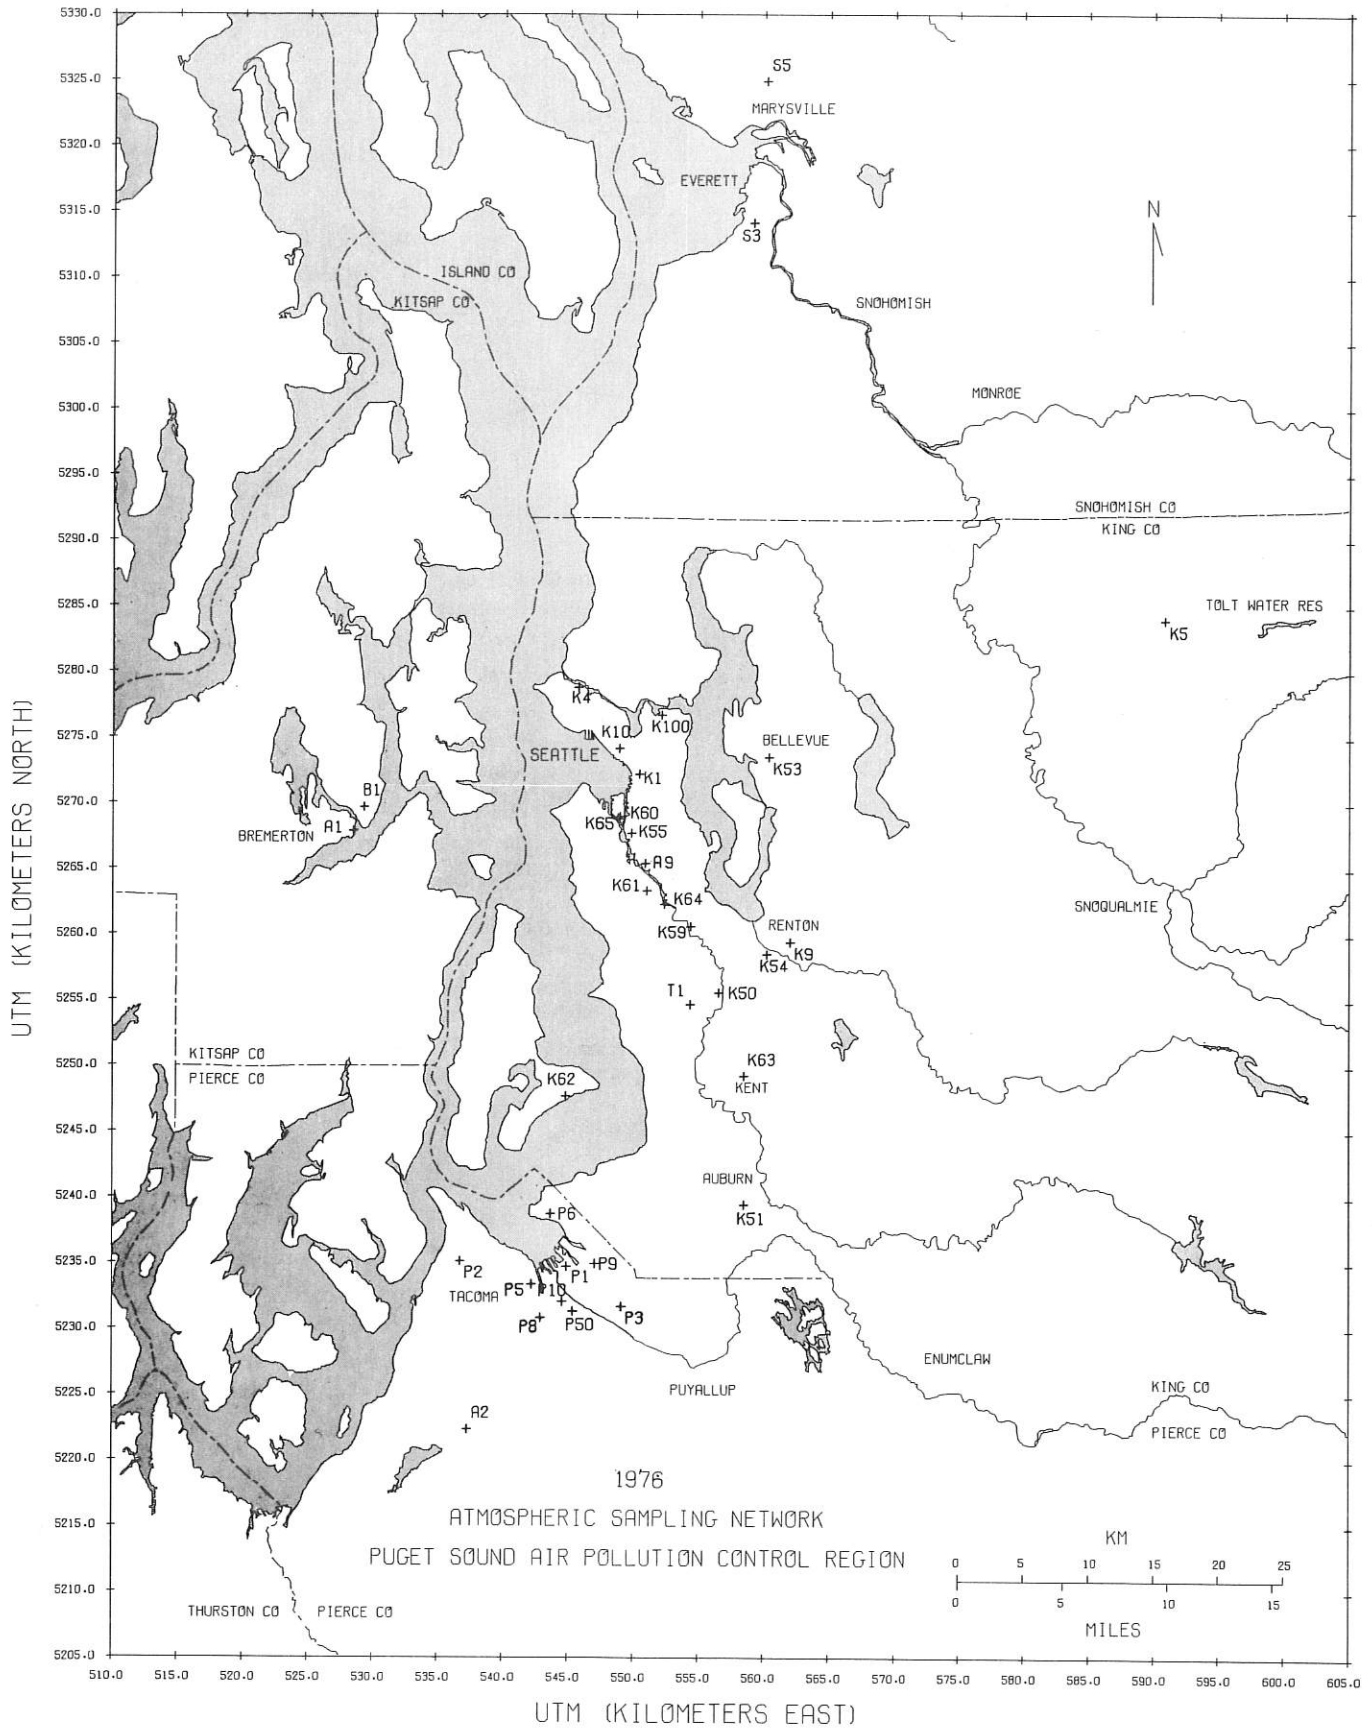 5330.0
5325.0
5320.0
5315.0
5310.0
5305.0
5300.0
5295.0
5290.0
5285.0
5280.0
5275.0
5270.0
5265.0
5260.0
5255.0
5250.0
5245.0
5240.0
5235.0
5230.0
5225.0
5220.0
5215.0
5210.0
5205.0
UTM (KILOMETERS NORTH)
S5
MARYSVILLE
EVERETT
S3
N
ISLAND CO
KITSAP CO
SNOHOMISH
MONROE
SNOHOMISH CO
KING CO
TOLT WATER RES
K5
K4
K10
K100
SEATTLE
BELLEVUE
K53
K1
B1
K60
K65
A1
BREMERTON
K55
A9
K61
K64
SNOQUALMIE
K59
RENTON
K9
K54
T1
K50
KITSAP CO
PIERCE CO
K62
K63
KENT
AUBURN
K51
P6
P2
P9
P1
P5
P10
TACOMA
P3
P8
P50
ENUMCLAW
PUYALLUP
KING CO
PIERCE CO
A2
1976
ATMOSPHERIC SAMPLING NETWORK
PUGET SOUND AIR POLLUTION CONTROL REGION
KM
0 5 10 15 20 25
0 5 10 15
MILES
THURSTON CO
PIERCE CO
510.0 515.0 520.0 525.0 530.0 535.0 540.0 545.0 550.0 555.0 560.0 565.0 570.0 575.0 580.0 585.0 590.0 595.0 600.0 605.0
UTM (KILOMETERS EAST)